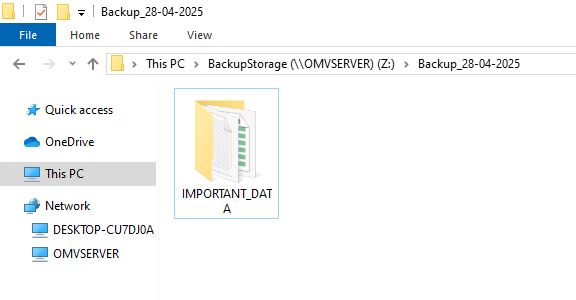 Backup_28-04-2025
File
Home
Share
View
This PC > BackupStorage (\\OMVSERVER) (Z:) > Backup_28-04-2025
Quick access
OneDrive
This PC
Network
DESKTOP-CU7DJ0A
OMVSERVER
IMPORTANT_DAT
A